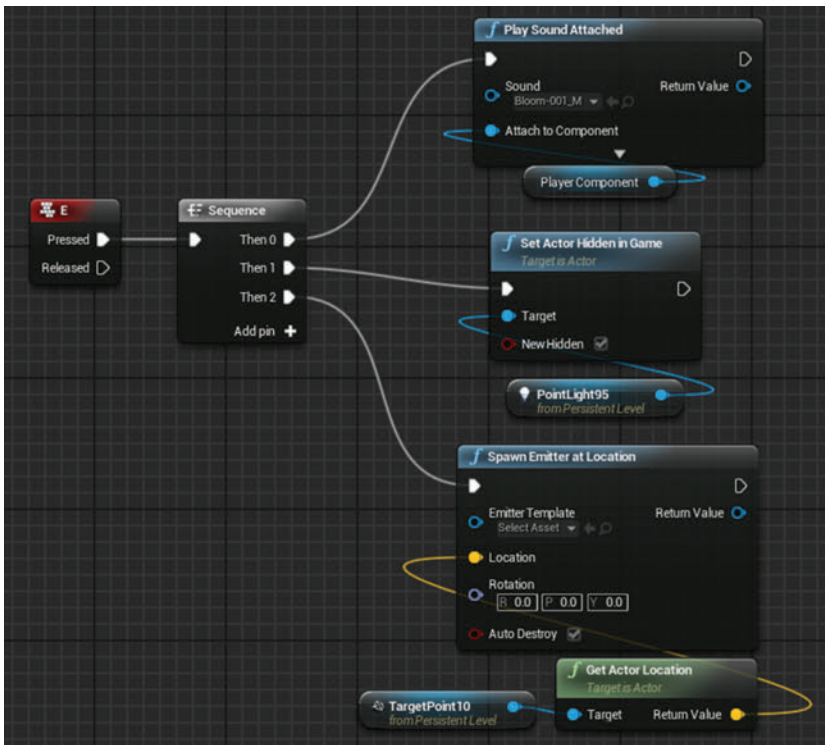 Play Sound Attached
Sound
Bloom-001_M
Return Value
Attach to Component
Player Component
E
Pressed
Released
Sequence
Then 0
Then 1
Then 2
Add pin
Set Actor Hidden in Game
Target is Actor
Target
New Hidden
PointLight95
from Persistent Level
Spawn Emitter at Location
Emitter Template
Select Asset
Return Value
Location
Rotation
R 0.0 P 0.0 Y 0.0
Auto Destroy
Get Actor Location
Target is Actor
TargetPoint10
from Persistent Level
Target Return Value